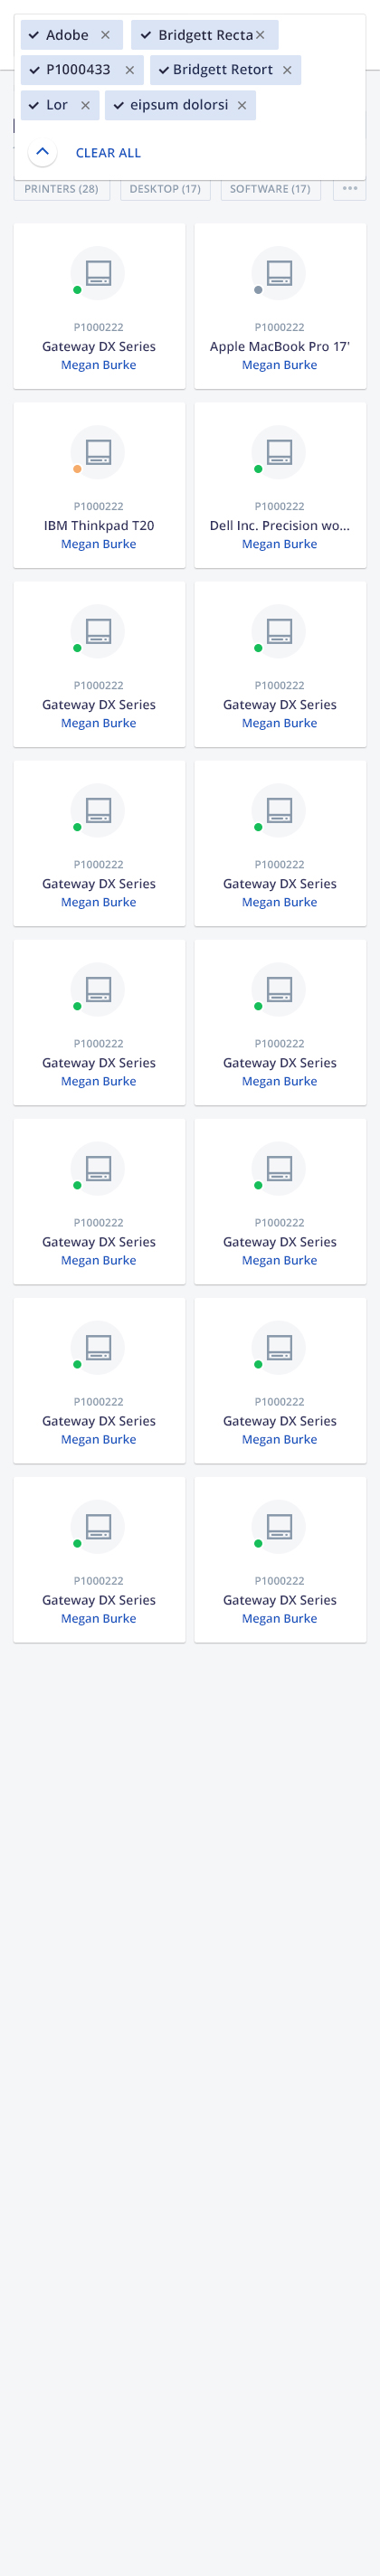 Adobe Bridgett Recta
P1000433 Bridgett Retort
Lor eipsum dolorsi
CLEAR ALL
PRINTERS (28) DESKTOP (17) SOFTWARE (17)
P1000222 P1000222
Gateway DX Series Apple MacBook Pro 17'
Megan Burke Megan Burke
P1000222 P1000222
IBM Thinkpad T20 Dell Inc. Precision wo...
Megan Burke Megan Burke
P1000222 P1000222
Gateway DX Series Gateway DX Series
Megan Burke Megan Burke
P1000222 P1000222
Gateway DX Series Gateway DX Series
Megan Burke Megan Burke
P1000222 P1000222
Gateway DX Series Gateway DX Series
Megan Burke Megan Burke
P1000222 P1000222
Gateway DX Series Gateway DX Series
Megan Burke Megan Burke
P1000222 P1000222
Gateway DX Series Gateway DX Series
Megan Burke Megan Burke
P1000222 P1000222
Gateway DX Series Gateway DX Series
Megan Burke Megan Burke